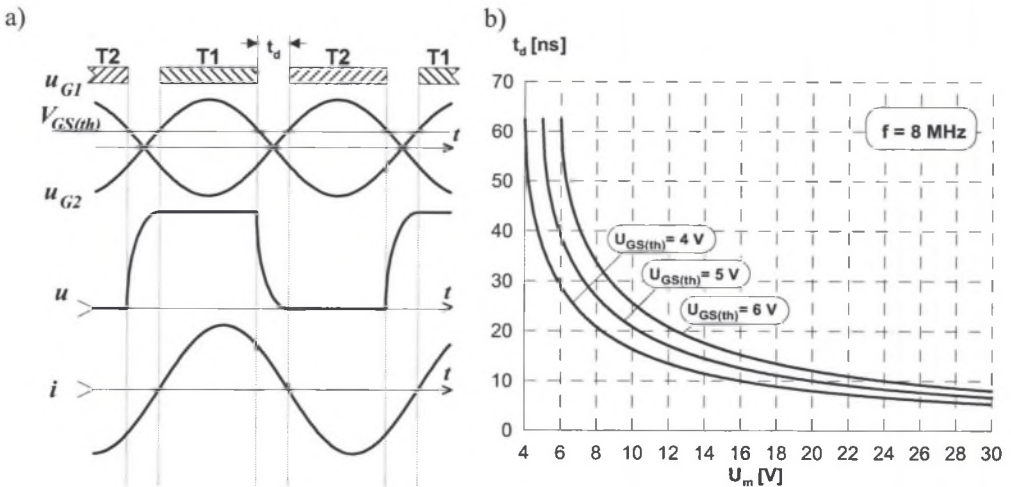 a)
T2 T1 t_d T2 T1
u_G1
V_GS(th)
t
u_G2
u
t
i
t
b)
t_d [ns]
70
60
50
40
30
20
10
0
f = 8 MHz
U_GS(th)= 4 V
U_GS(th)= 5 V
U_GS(th)= 6 V
4 6 8 10 12 14 16 18 20 22 24 26 28 30
U_m [V]